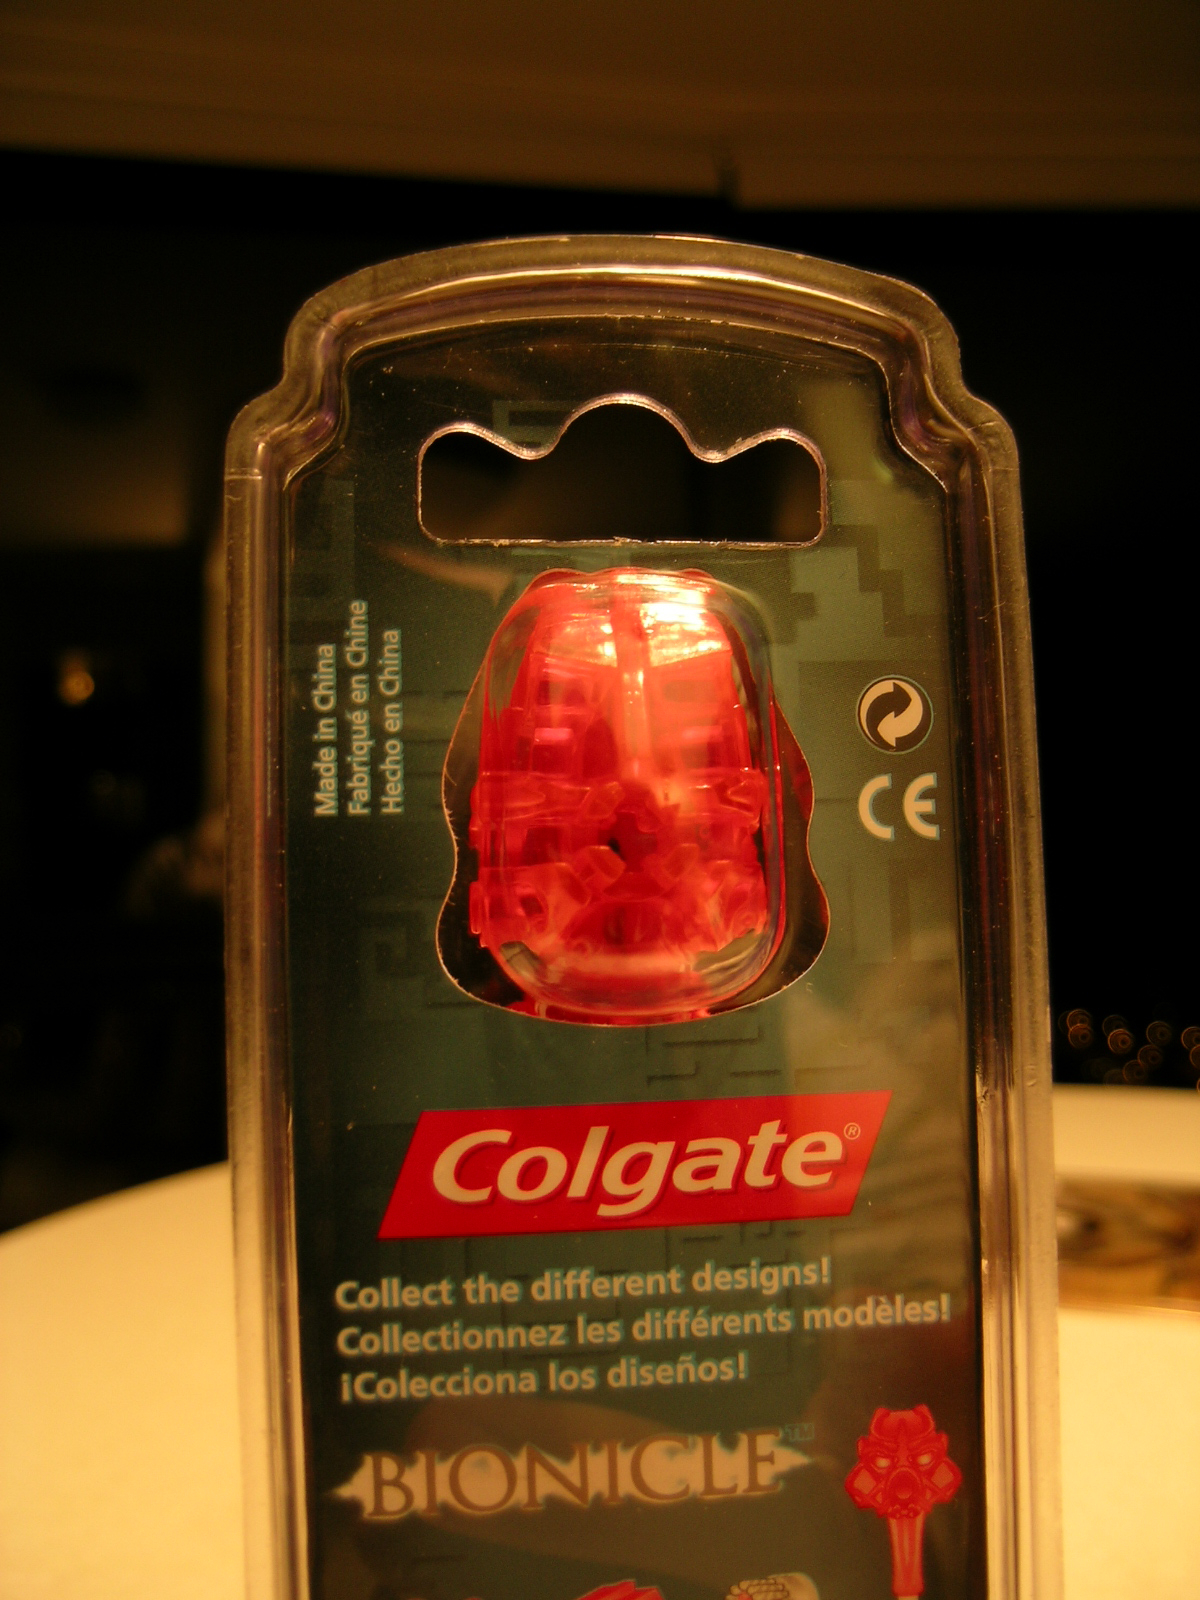 Made in China
Fabriqué en Chine
Hecho en China
CE
Colgate®
Collect the different designs!
Collectionnez les différents modèles!
¡Colecciona los diseños!
BIONICLE™